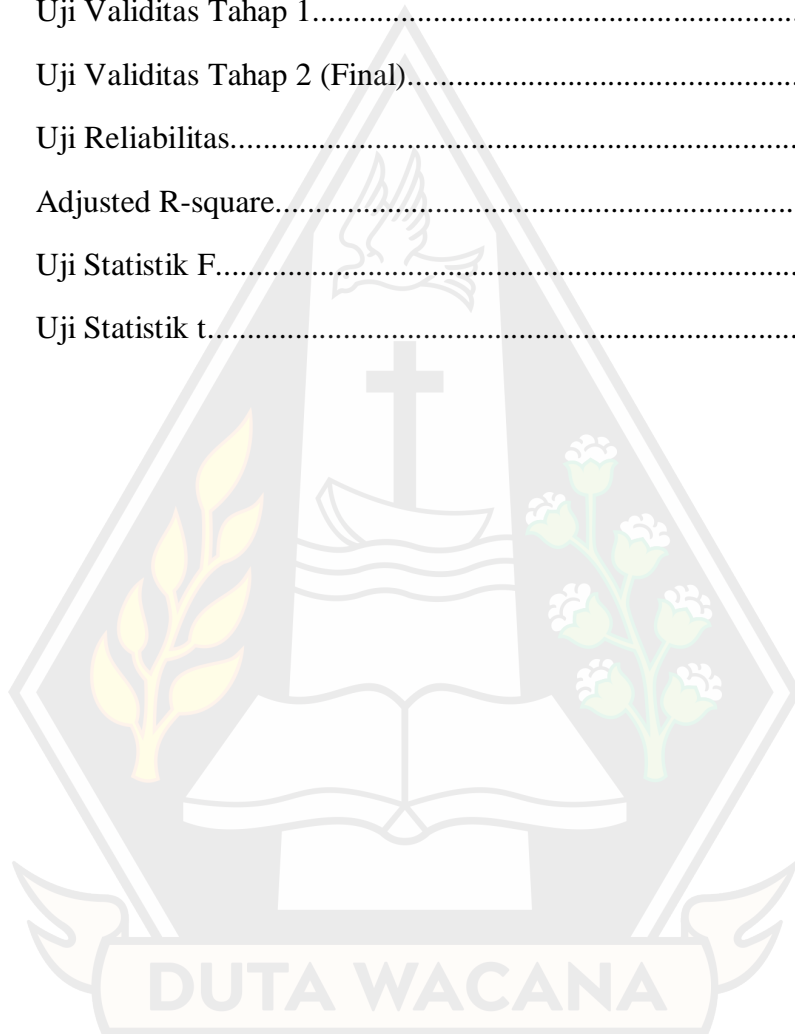 Uji Validitas Tahap 1......................................................................
Uji Validitas Tahap 2 (Final)......................................................................
Uji Reliabilitas......................................................................
Adjusted R-square......................................................................
Uji Statistik F......................................................................
Uji Statistik t......................................................................
DUTA WACANA